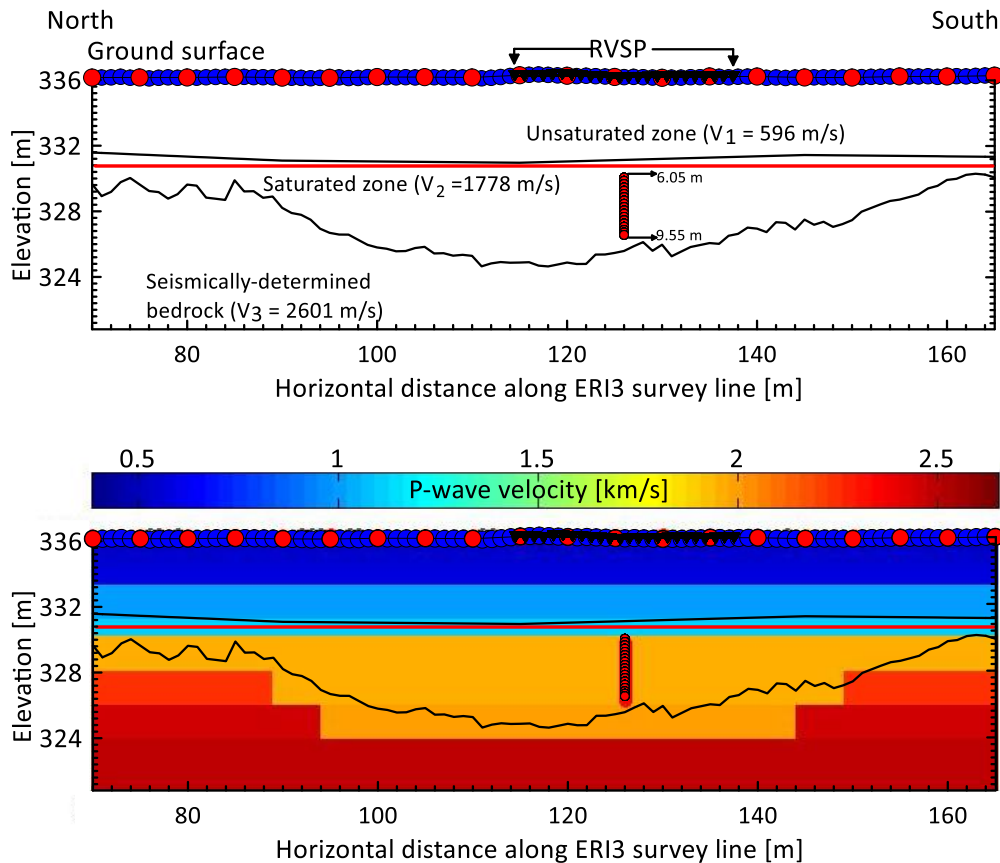 North
South
Ground surface
RVSP
336
332
328
324
Elevation [m]
Unsaturated zone (V1 = 596 m/s)
Saturated zone (V2 =1778 m/s)
6.05 m
9.55 m
Seismically-determined
bedrock (V3 = 2601 m/s)
80 100 120 140 160
Horizontal distance along ERI3 survey line [m]
0.5 1 1.5 2 2.5
P-wave velocity [km/s]
336
332
328
324
Elevation [m]
80 100 120 140 160
Horizontal distance along ERI3 survey line [m]